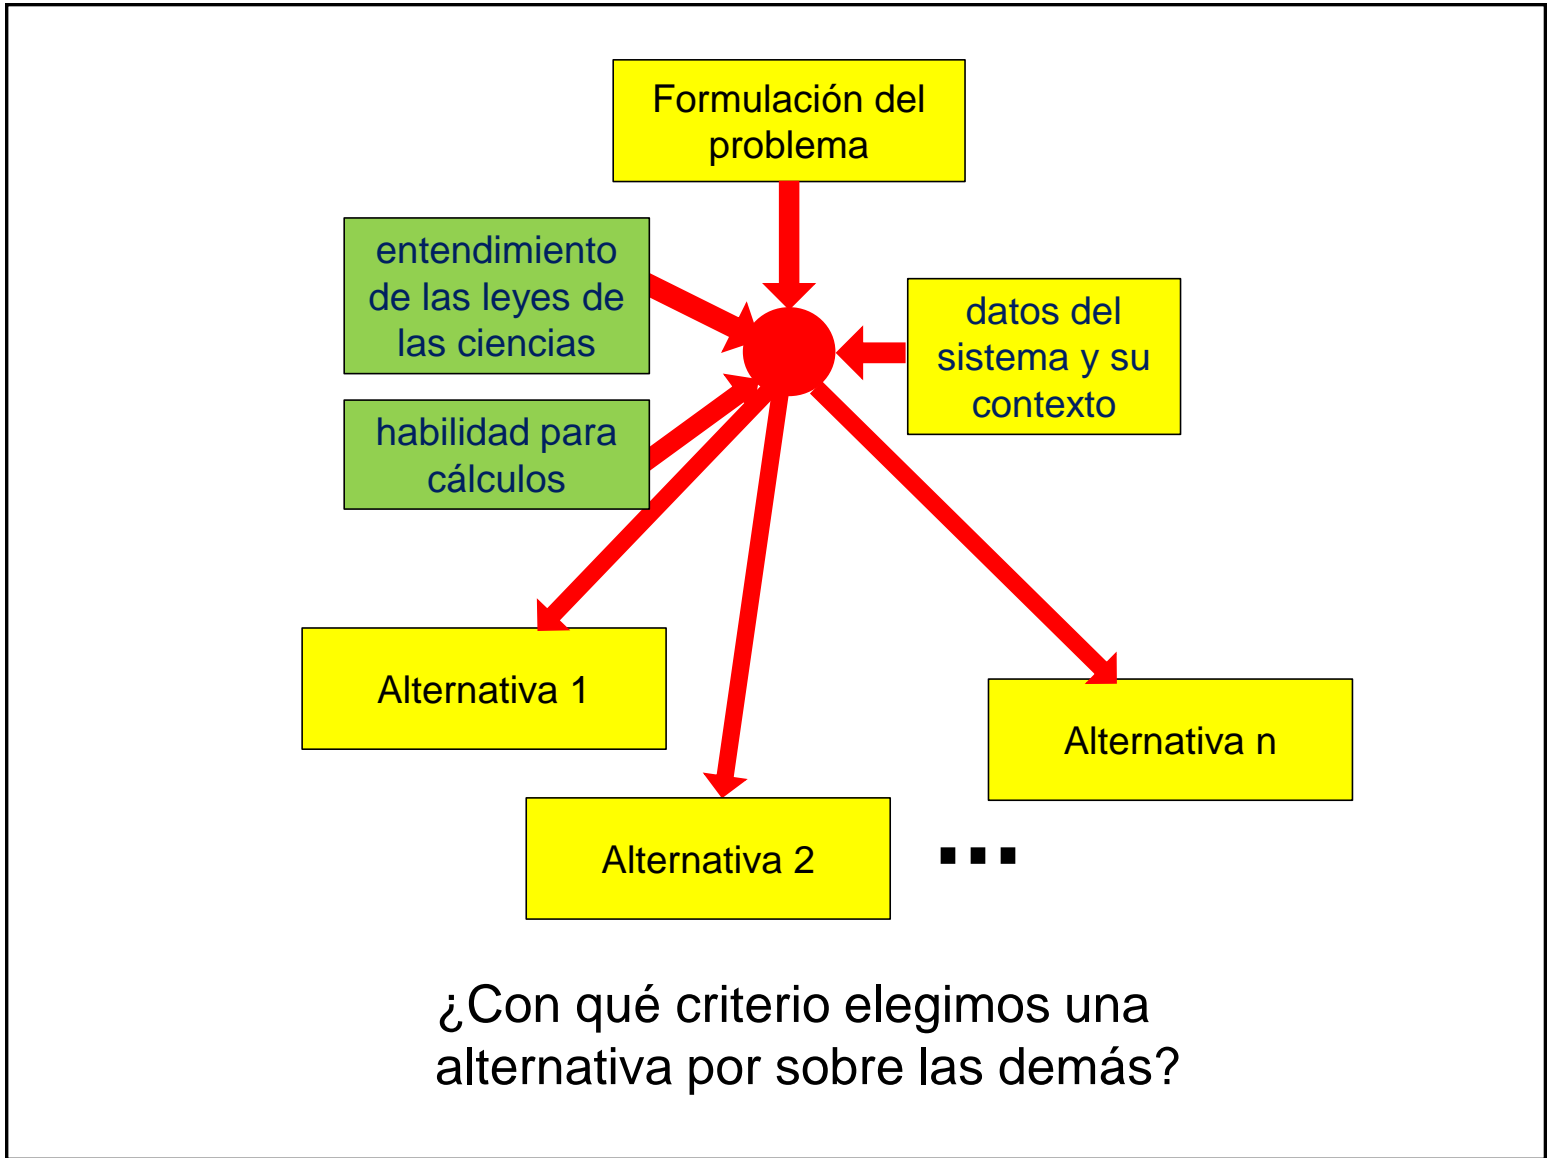 Formulación del
problema
entendimiento
de las leyes de
las ciencias
datos del
sistema y su
contexto
habilidad para
cálculos
Alternativa 1
Alternativa n
Alternativa 2
...
¿Con qué criterio elegimos una
alternativa por sobre las demás?